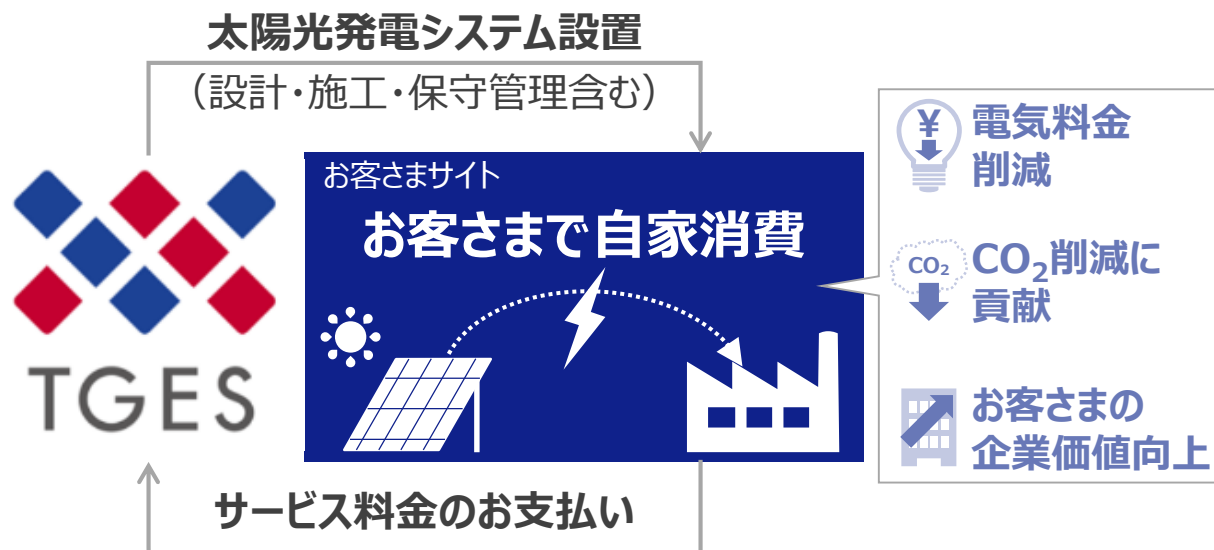 太陽光発電システム設置
（設計・施工・保守管理含む）
TGES
お客さまサイト
お客さまで自家消費
¥
電気料金
削減
CO₂
CO₂削減に
貢献
お客さまの
企業価値向上
サービス料金のお支払い